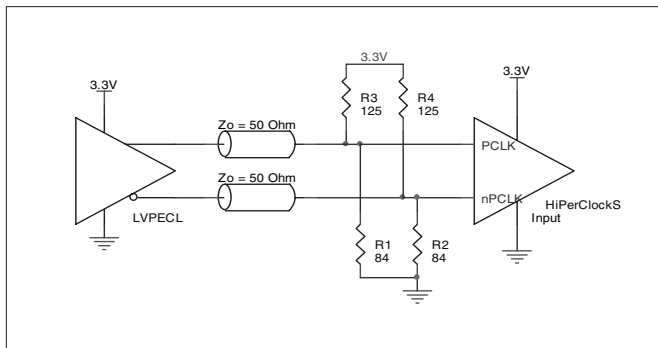 3.3V
3.3V
3.3V
R3
125
R4
125
Zo = 50 Ohm
PCLK
Zo = 50 Ohm
nPCLK
HiPerClockS
Input
LVPECL
R1
84
R2
84